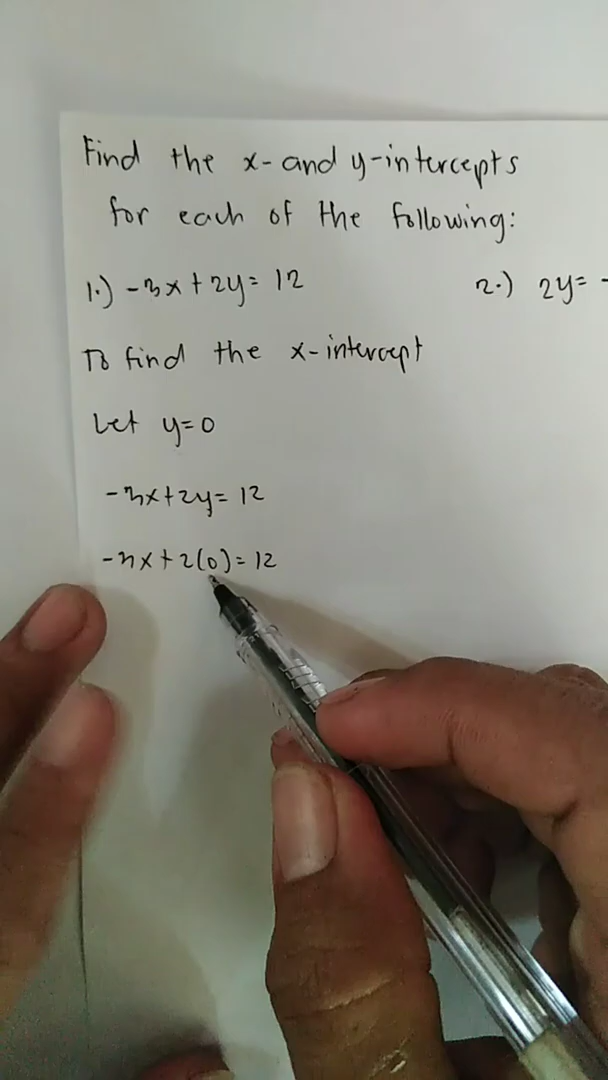 Find the x- and y-intercepts
for each of the following:
1.) -3x + 2y = 12
2.) 2y = -
To find the x-intercept
Let y=0
-3x+2y= 12
-3x + 2(0) = 12